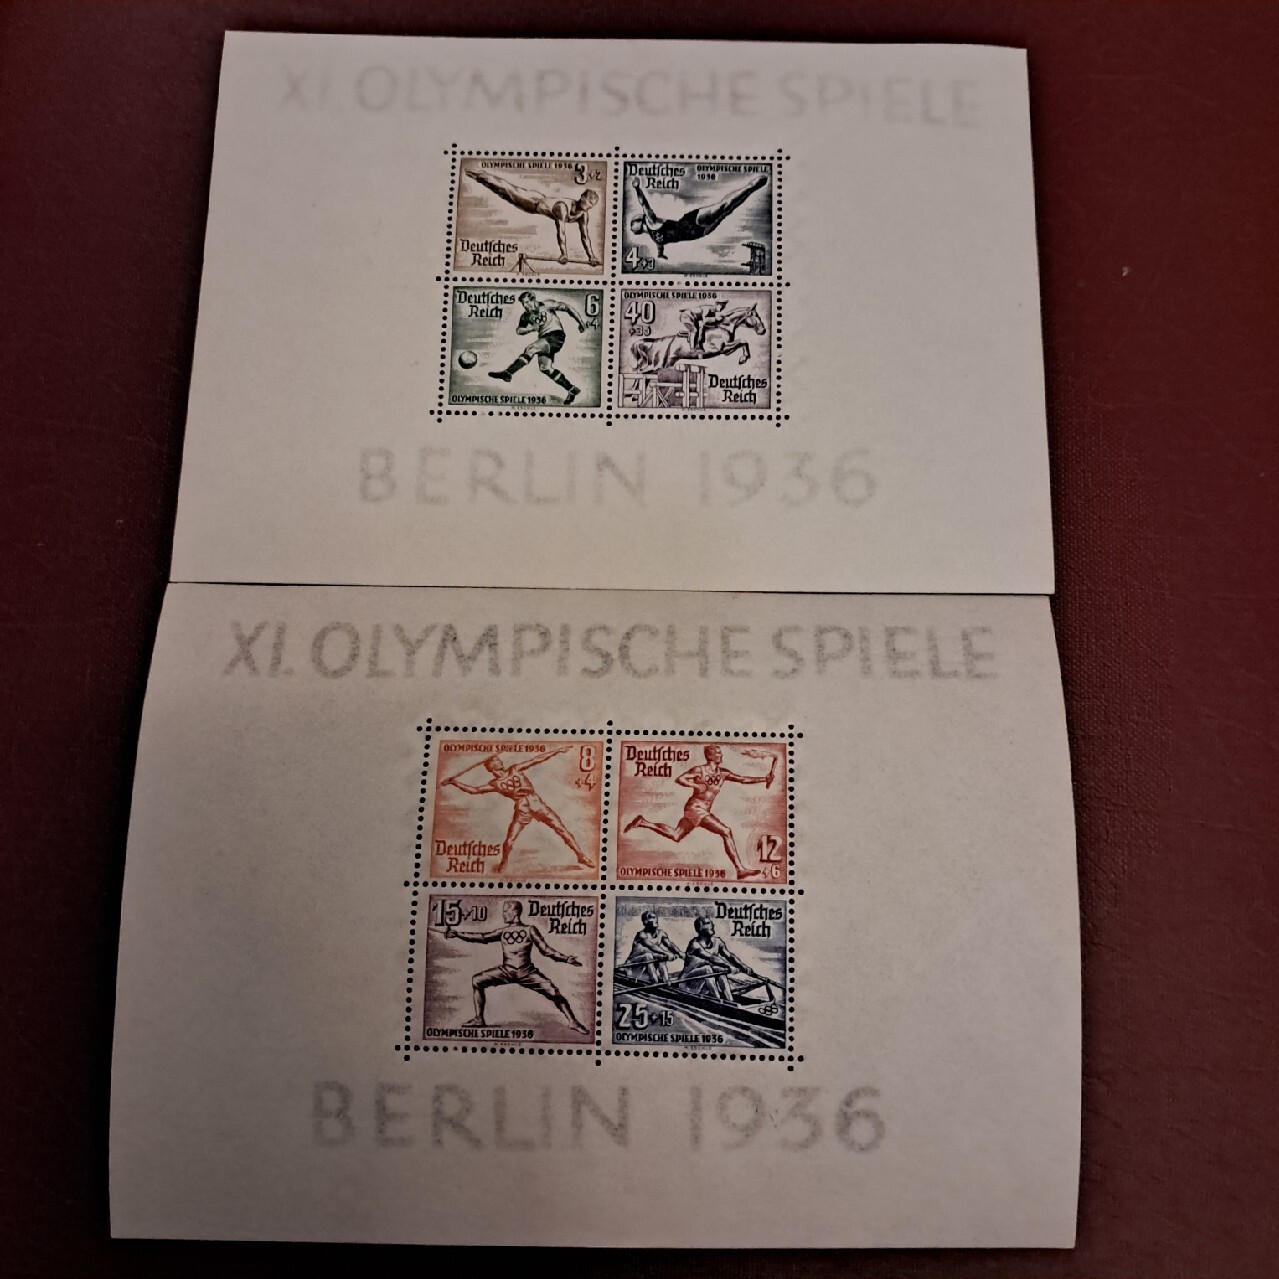 XI. OLYMPISCHE SPIELE
OLYMPISCHE SPIELE 1936
3+2
Deutsches
Reich
Deutsches
Reich
OLYMPISCHE SPIELE
1936
4+3
Deutsches
Reich
6
+4
OLYMPISCHE SPIELE 1936
OLYMPISCHE SPIELE 1936
40
+35
Deutsches
Reich
BERLIN 1936
XI. OLYMPISCHE SPIELE
OLYMPISCHE SPIELE 1936
8
+4
Deutsches
Reich
Deutsches
Reich
12
+6
OLYMPISCHE SPIELE 1936
15+10
Deutsches
Reich
OLYMPISCHE SPIELE 1936
Deutsches
Reich
25+15
OLYMPISCHE SPIELE 1936
BERLIN 1936